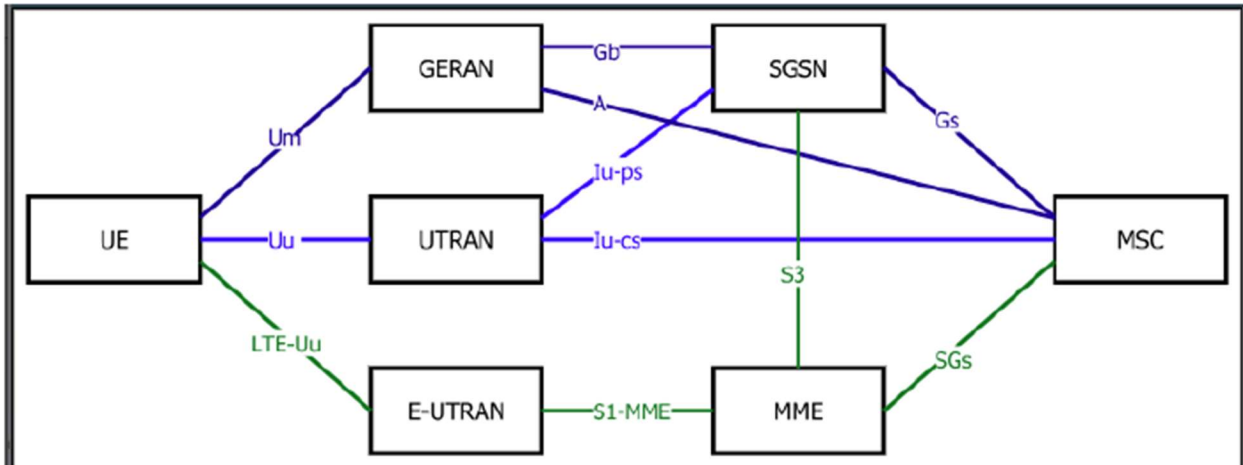 GERAN
Gb
SGSN
A
Gs
Um
Iu-ps
UE
Uu
UTRAN
Iu-cs
MSC
S3
LTE-Uu
SGs
E-UTRAN
S1-MME
MME